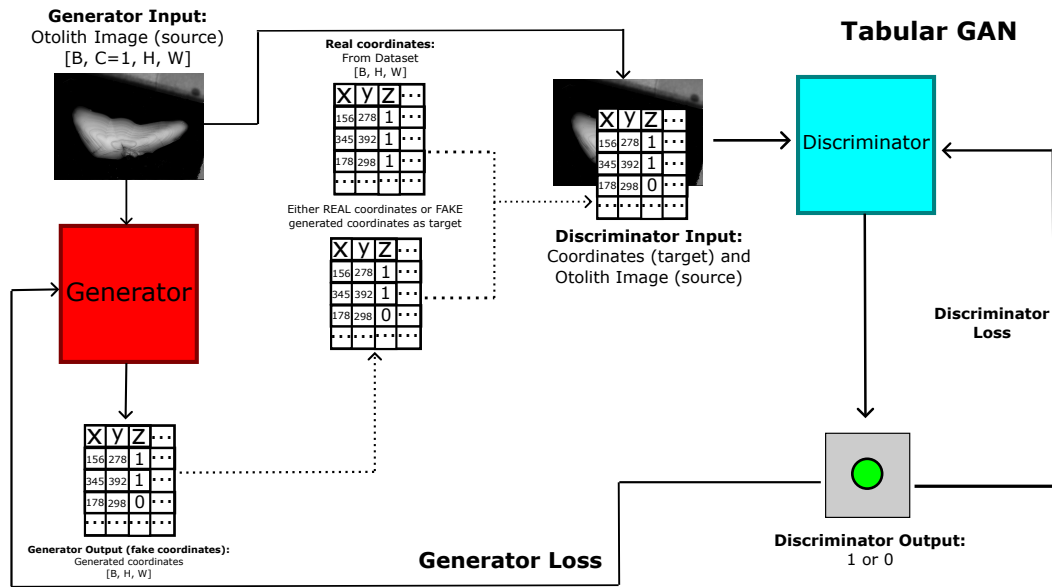 Generator Input:
Otolith Image (source)
[B, C=1, H, W]
Real coordinates:
From Dataset
[B, H, W]
Tabular GAN
X y Z ...
156 278 1
345 392 1
178 298 1
... ... ... ...
X y Z ...
156 278 1
345 392 1
178 298 0
... ... ... ...
Discriminator
Either REAL coordinates or FAKE
generated coordinates as target
X y Z ...
156 278 1
345 392 1
178 298 0
... ... ... ...
Discriminator Input:
Coordinates (target) and
Otolith Image (source)
Generator
Discriminator
Loss
X y Z ...
156 278 1
345 392 1
178 298 0
... ... ... ...
Generator Output (fake coordinates):
Generated coordinates
[B, H, W]
Generator Loss
Discriminator Output:
1 or 0